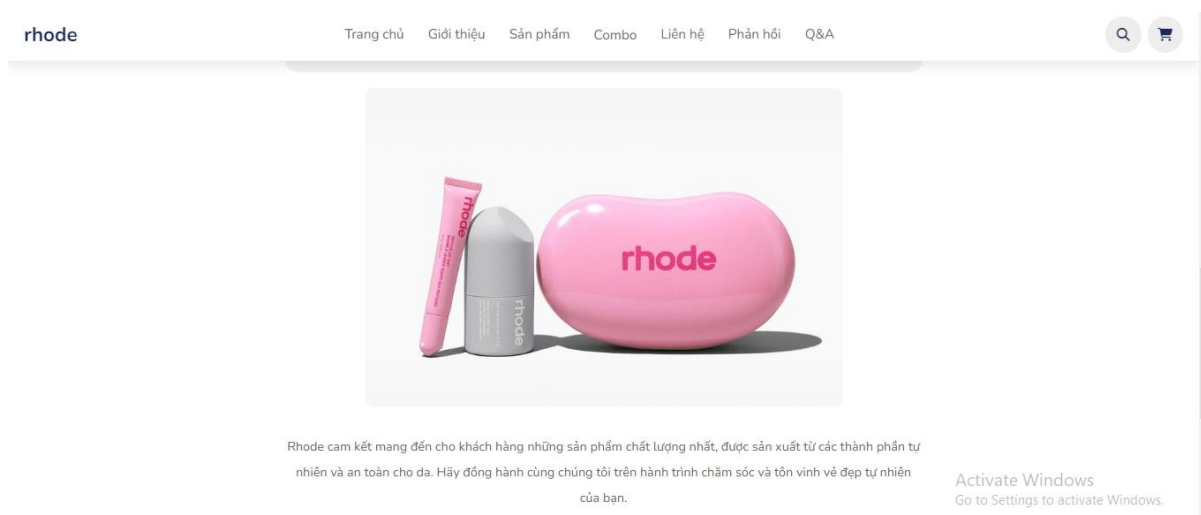 rhode
Trang chủ Giới thiệu Sản phẩm Combo Liên hệ Phản hồi Q&A
rhode
rhode
rhode
Rhode cam kết mang đến cho khách hàng những sản phẩm chất lượng nhất, được sản xuất từ các thành phần tự
nhiên và an toàn cho da. Hãy đồng hành cùng chúng tôi trên hành trình chăm sóc và tôn vinh vẻ đẹp tự nhiên
của bạn.
Activate Windows
Go to Settings to activate Windows.